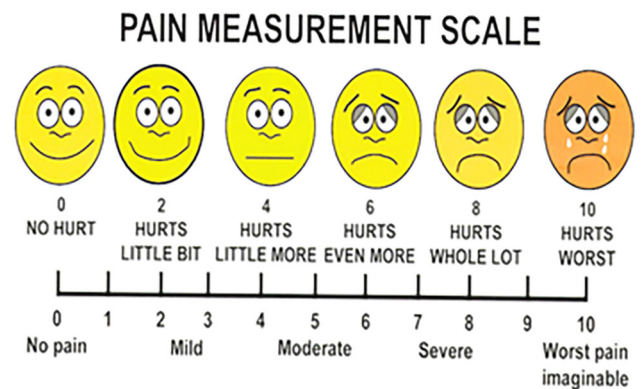 PAIN MEASUREMENT SCALE
0 2 4 6 8 10
NO HURT HURTS HURTS HURTS HURTS HURTS
LITTLE BIT LITTLE MORE EVEN MORE WHOLE LOT WORST
0 1 2 3 4 5 6 7 8 9 10
No pain Mild Moderate Severe Worst pain
imaginable